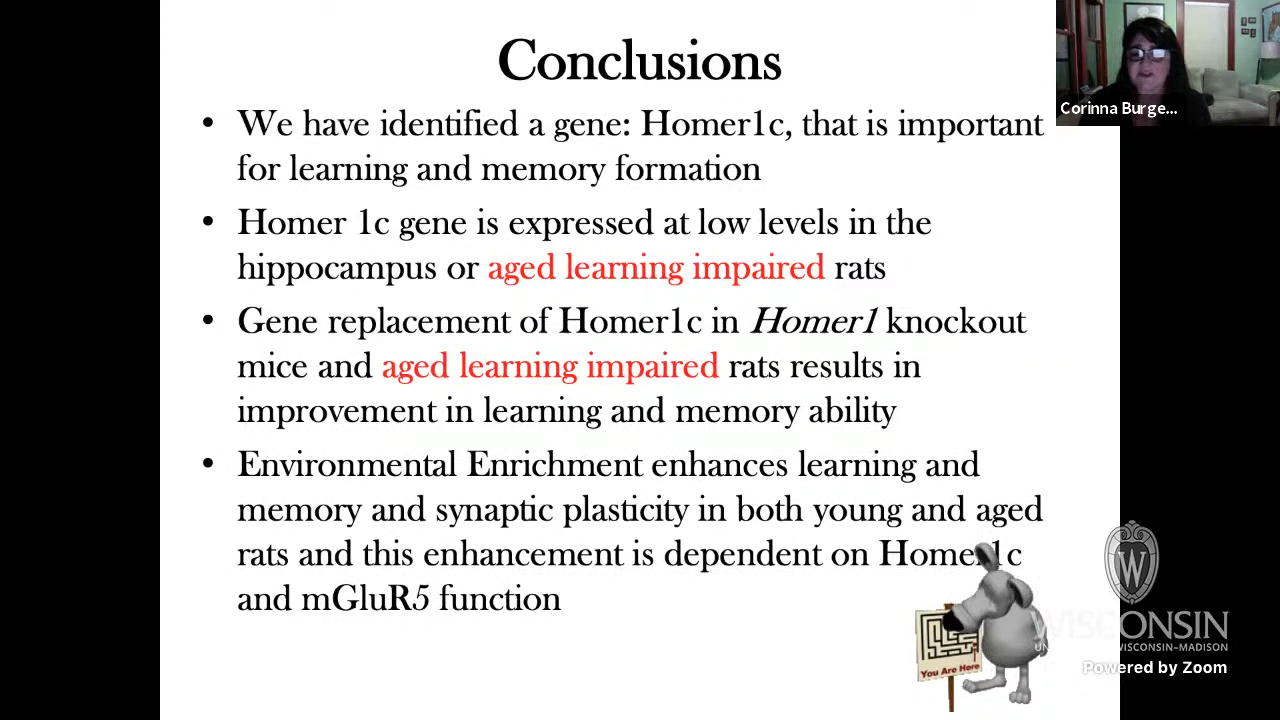 Conclusions
• We have identified a gene: Homer1c, that is important
for learning and memory formation
• Homer 1c gene is expressed at low levels in the
hippocampus or aged learning impaired rats
• Gene replacement of Homer1c in Homer1 knockout
mice and aged learning impaired rats results in
improvement in learning and memory ability
• Environmental Enrichment enhances learning and
memory and synaptic plasticity in both young and aged
rats and this enhancement is dependent on Homer1c
and mGluR5 function
You Are Here
Corinna Burge...
W
WISCONSIN
WISCONSIN–MADISON
Powered by Zoom